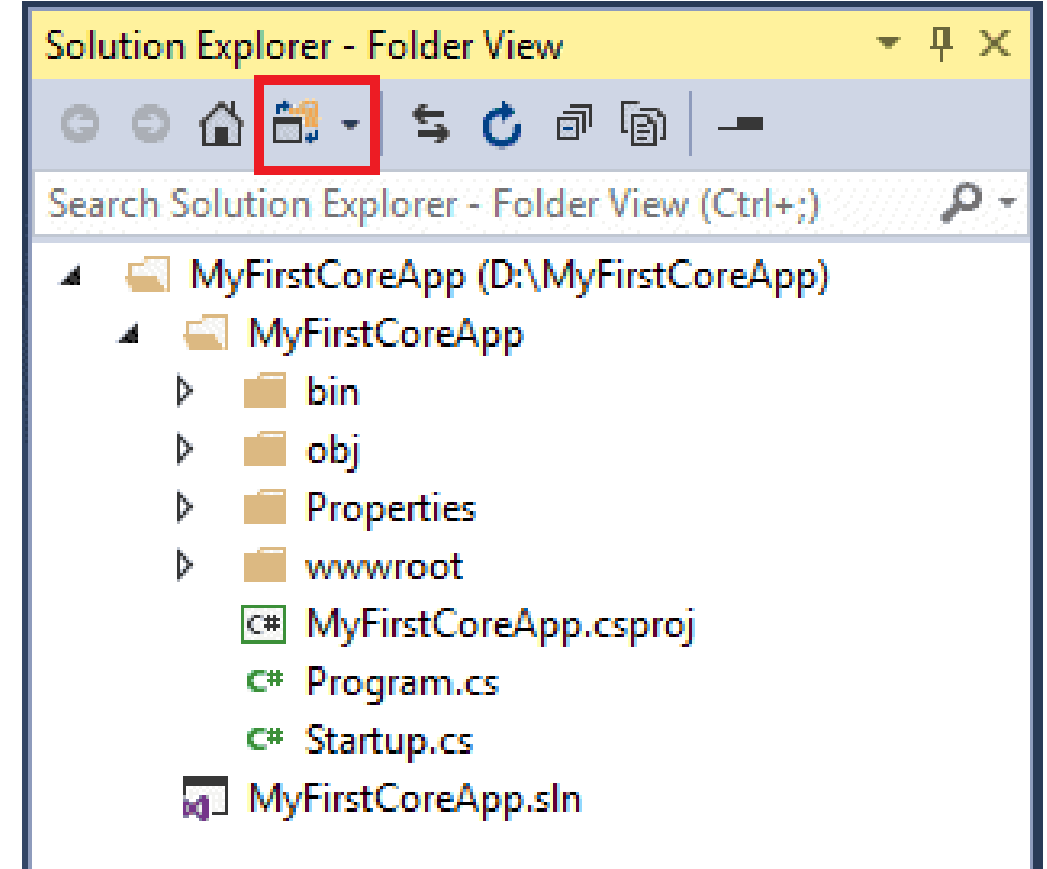 Solution Explorer - Folder View
Search Solution Explorer - Folder View (Ctrl+;)
MyFirstCoreApp (D:\MyFirstCoreApp)
MyFirstCoreApp
bin
obj
Properties
wwwroot
C# MyFirstCoreApp.csproj
C# Program.cs
C# Startup.cs
MyFirstCoreApp.sln